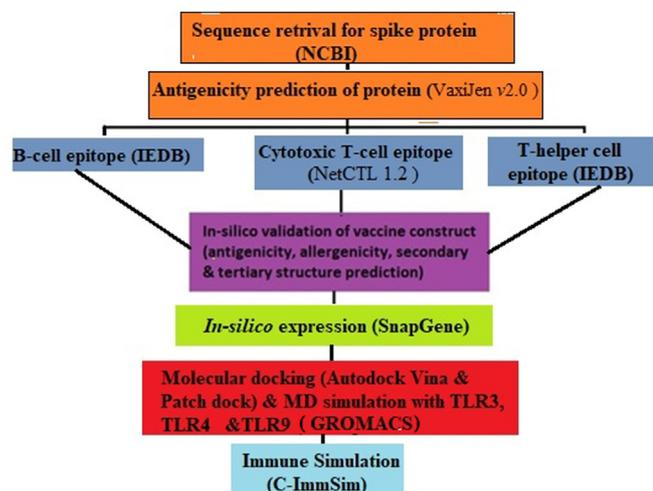 Sequence retrival for spike protein
(NCBI)
Antigenicity prediction of protein (VaxiJen v2.0 )
B-cell epitope (IEDB)
Cytotoxic T-cell epitope
(NetCTL 1.2 )
T-helper cell
epitope (IEDB)
In-silico validation of vaccine construct
(antigenicity, allergenicity, secondary
& tertiary structure prediction)
In-silico expression (SnapGene)
Molecular docking (Autodock Vina &
Patch dock) & MD simulation with TLR3,
TLR4 &TLR9 ( GROMACS)
Immune Simulation
(C-ImmSim)